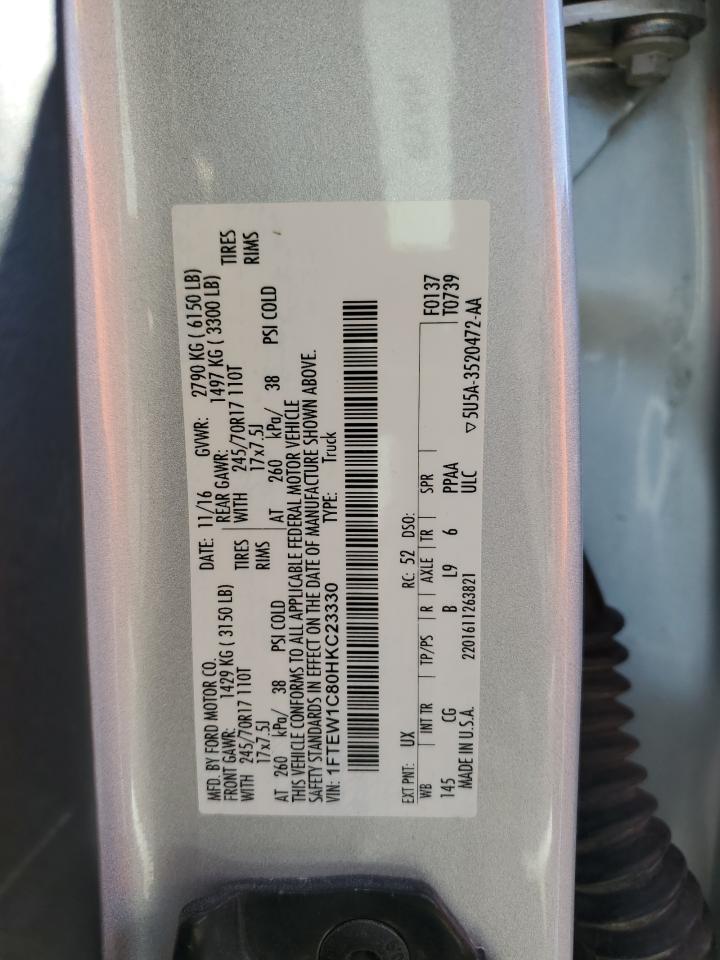 MFD. BY FORD MOTOR CO.
DATE: 11/16 GVWR: 2790 KG ( 6150 LB)
FRONT GAWR: 1429 KG ( 3150 LB) REAR GAWR: 1497 KG ( 3300 LB)
WITH 245/70R17 110T TIRES WITH 245/70R17 110T TIRES
17x7.5J RIMS 17x7.5J RIMS
AT 260 kPa/ 38 PSI COLD AT 260 kPa/ 38 PSI COLD
THIS VEHICLE CONFORMS TO ALL APPLICABLE FEDERAL MOTOR VEHICLE
SAFETY STANDARDS IN EFFECT ON THE DATE OF MANUFACTURE SHOWN ABOVE.
VIN: 1FTEW1C80HKC23330 TYPE: Truck
EXT PNT: UX RC: 52 DSO:
WB INT TR TP/PS R AXLE TR SPR F0137
145 CG B L9 6 PPAA T0739
MADE IN U.S.A. 2201611263821 ULC
▽5U5A-3520472-AA